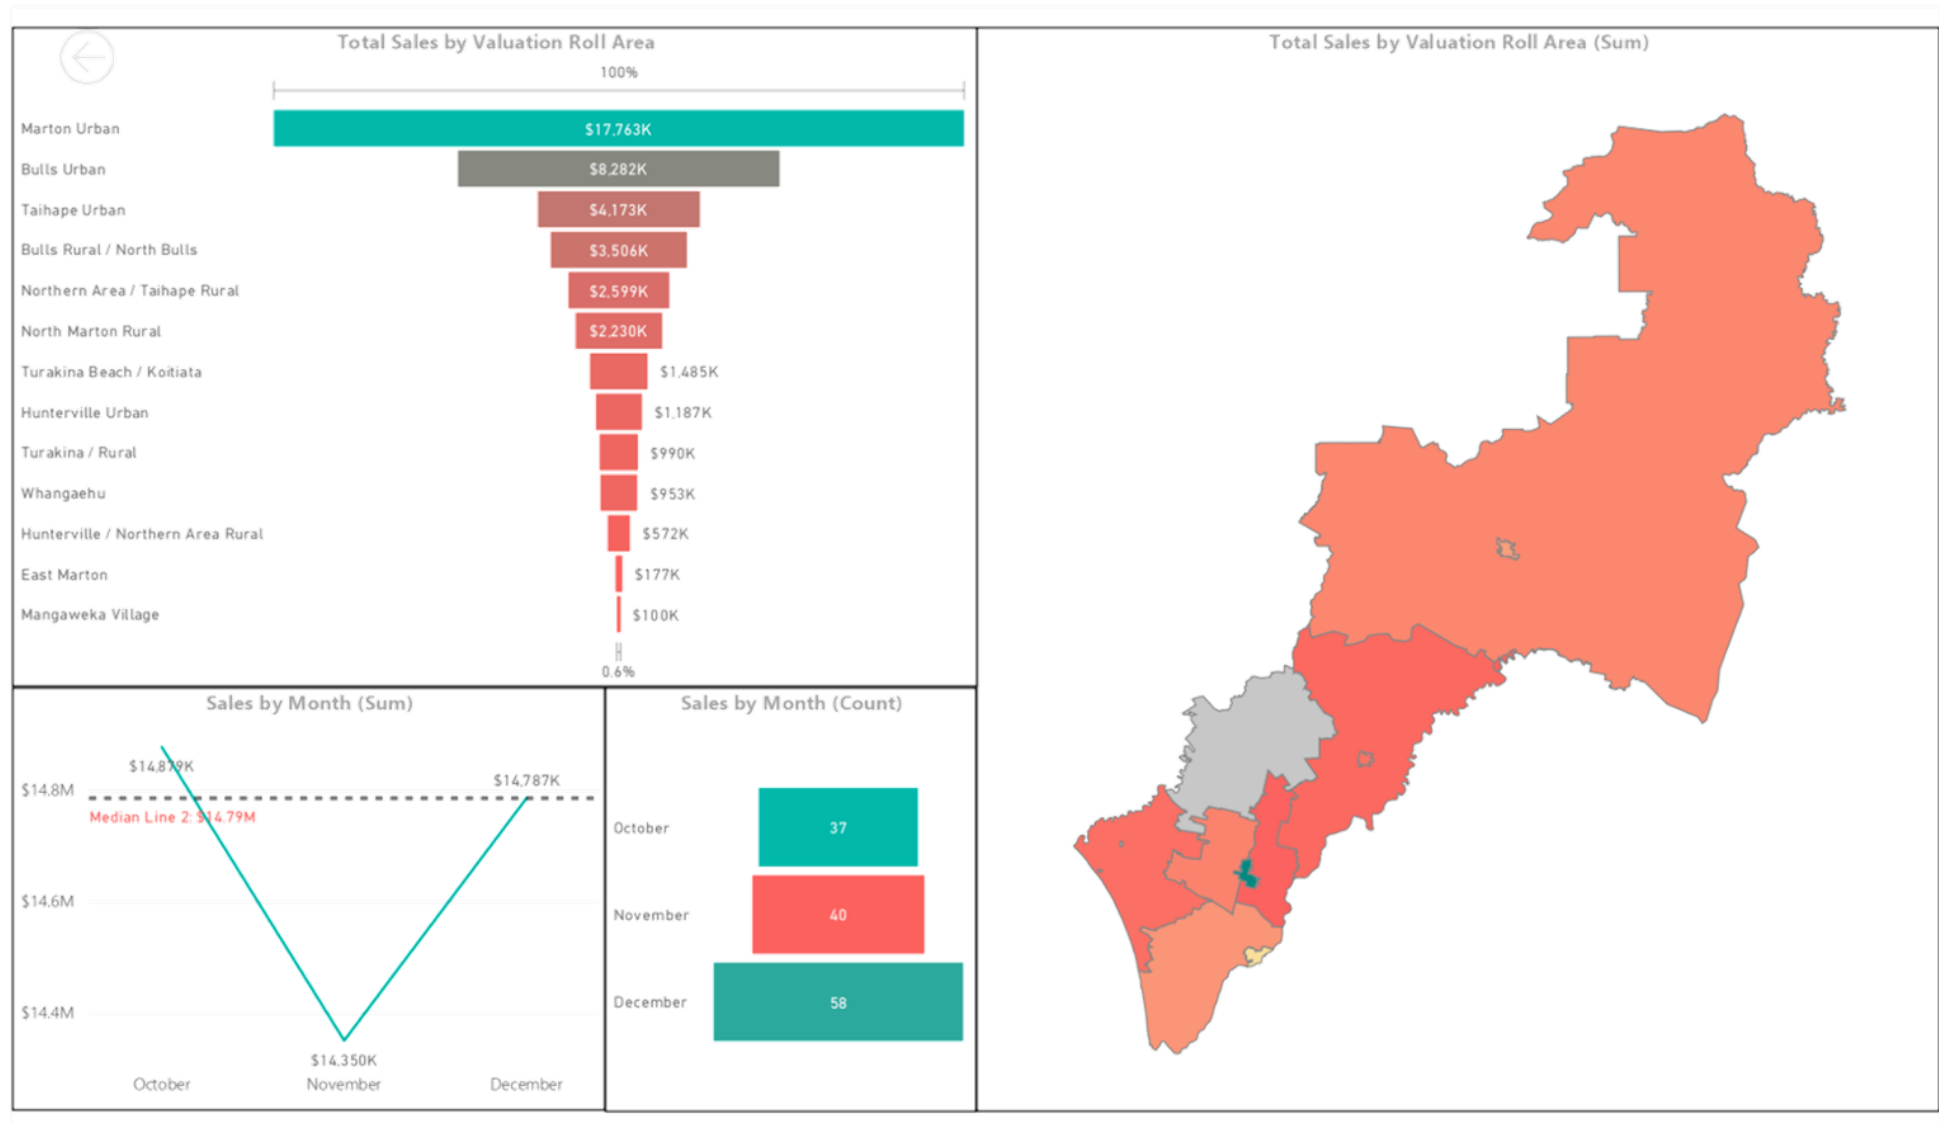 Total Sales by Valuation Roll Area
100%
Marton Urban $17,763K
Bulls Urban $8,282K
Taihape Urban $4,173K
Bulls Rural / North Bulls $3,506K
Northern Area / Taihape Rural $2,599K
North Marton Rural $2,230K
Turakina Beach / Koitiata $1,485K
Hunterville Urban $1,187K
Turakina / Rural $990K
Whangaehu $953K
Hunterville / Northern Area Rural $572K
East Marton $177K
Mangaweka Village $100K
0.6%
Sales by Month (Sum)
$14,879K
$14,787K
$14.8M
Median Line 2: $14.79M
$14.6M
$14.4M
$14,350K
October November December
Sales by Month (Count)
October 37
November 40
December 58
Total Sales by Valuation Roll Area (Sum)